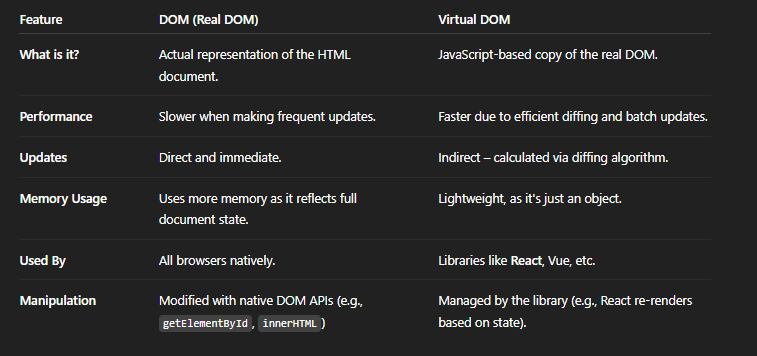 Feature DOM (Real DOM) Virtual DOM
What is it? Actual representation of the HTML JavaScript-based copy of the real DOM.
document.
Performance Slower when making frequent updates. Faster due to efficient diffing and batch updates.
Updates Direct and immediate. Indirect – calculated via diffing algorithm.
Memory Usage Uses more memory as it reflects full Lightweight, as it's just an object.
document state.
Used By All browsers natively. Libraries like React, Vue, etc.
Manipulation Modified with native DOM APIs (e.g., Managed by the library (e.g., React re-renders
getElementById, innerHTML) based on state).